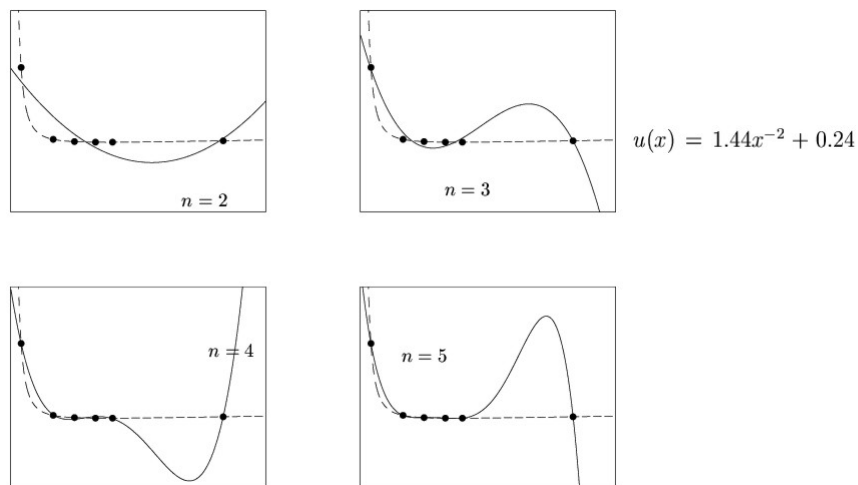 n = 2
n = 3
u(x) = 1.44x⁻² + 0.24
n = 4
n = 5